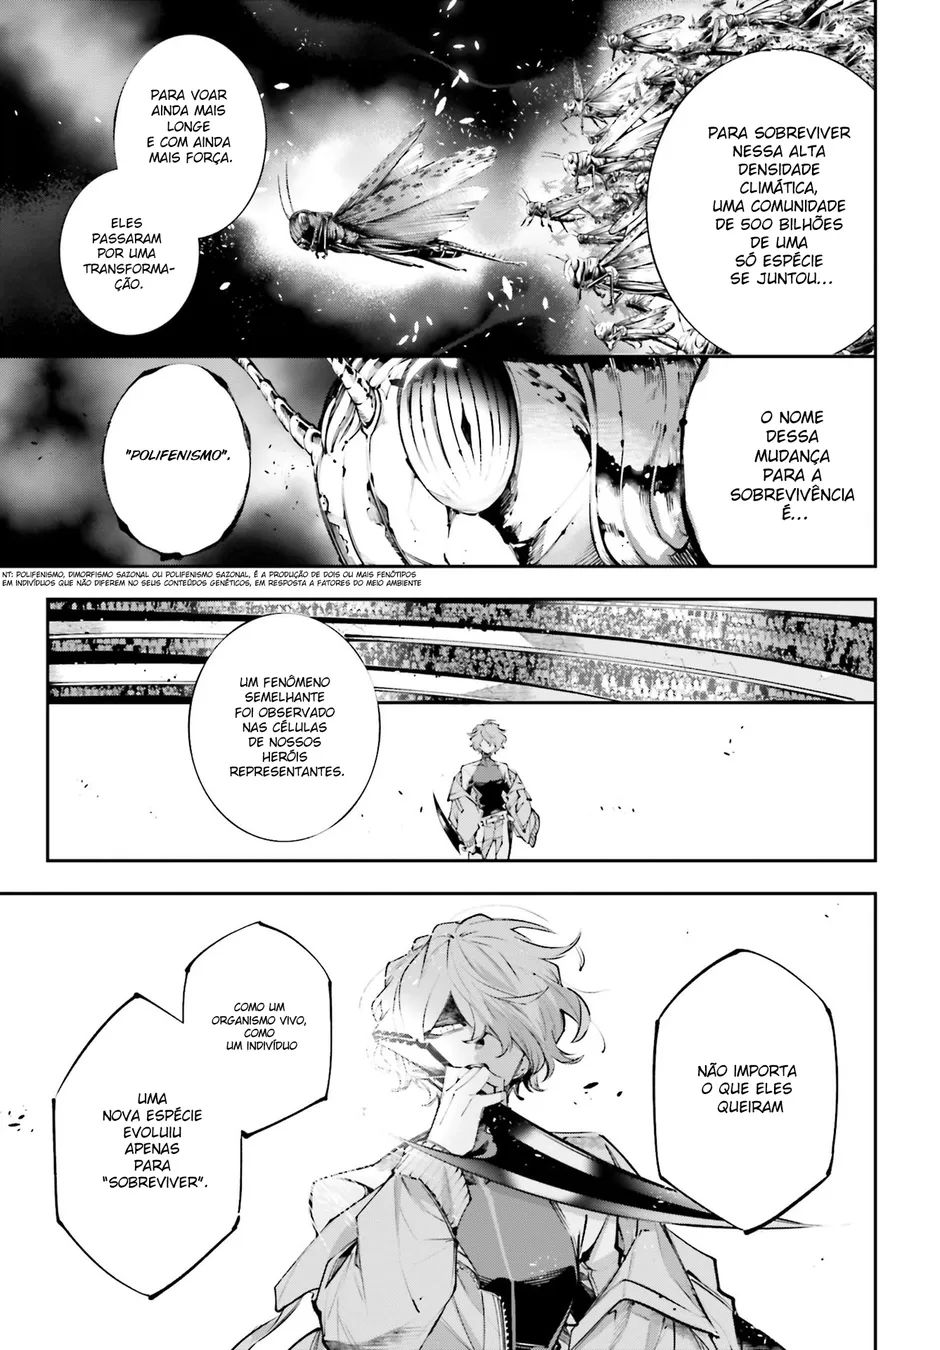 PARA SOBREVIVER
NESSA ALTA
DENSIDADE
CLIMÁTICA,
UMA COMUNIDADE
DE 500 BILHÕES
DE UMA
SÓ ESPÉCIE
SE JUNTOU...
PARA VOAR
AINDA MAIS
LONGE
E COM AINDA
MAIS FORÇA.
ELES
PASSARAM
POR UMA
TRANSFORMA-
ÇÃO.
O NOME
DESSA
MUDANÇA
PARA A
SOBREVIVÊNCIA
É...
"POLIFENISMO".
NT: POLIFENISMO, DIMORFISMO SAZONAL OU POLIFENISMO SAZONAL, É A PRODUÇÃO DE DOIS OU MAIS FENÓTIPOS
EM INDIVÍDUOS QUE NÃO DIFEREM NO SEUS CONTEÚDOS GENÉTICOS, EM RESPOSTA A FATORES DO MEIO AMBIENTE
UM FENÔMENO
SEMELHANTE
FOI OBSERVADO
NAS CÉLULAS
DE NOSSOS
HERÓIS
REPRESENTANTES.
NÃO IMPORTA
O QUE ELES
QUEIRAM
COMO UM
ORGANISMO VIVO,
COMO
UM INDIVÍDUO
UMA
NOVA ESPÉCIE
EVOLUIU
APENAS
PARA
"SOBREVIVER".